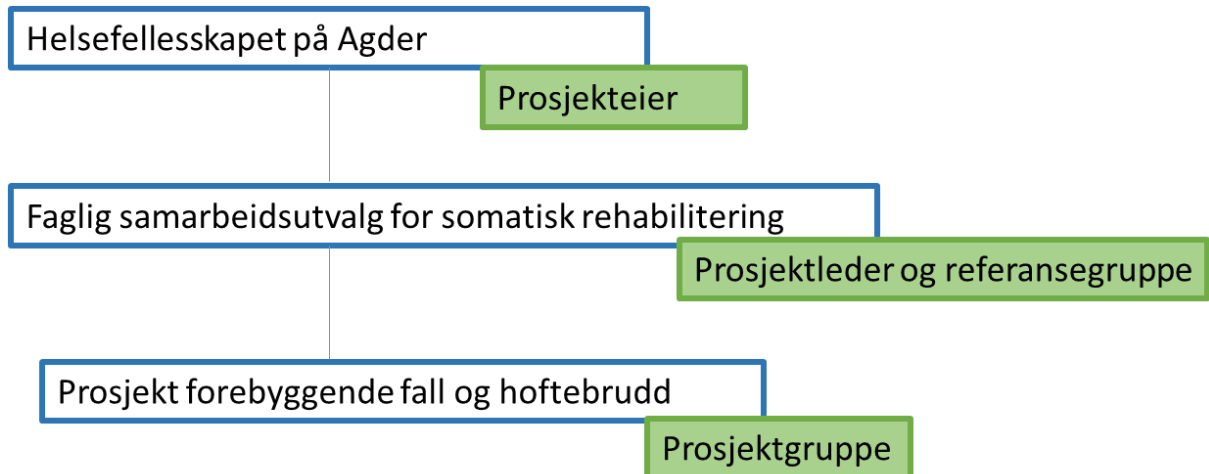 Helsefellesskapet på Agder
Prosjekteier
Faglig samarbeidsutvalg for somatisk rehabilitering
Prosjektleder og referansegruppe
Prosjekt forebyggende fall og hoftebrudd
Prosjektgruppe